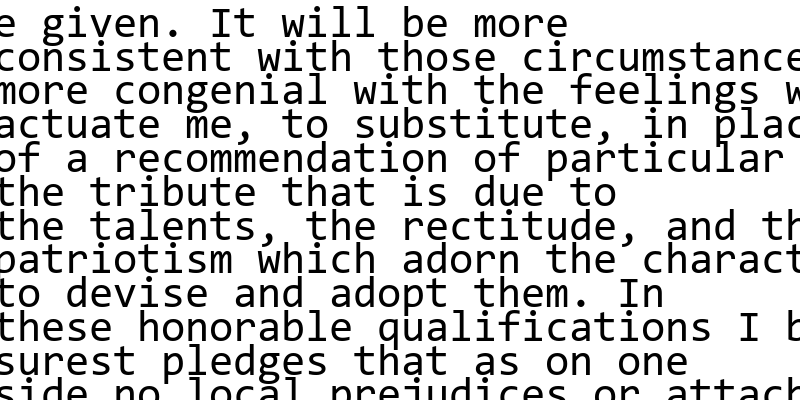 e given. It will be more
consistent with those circumstance
more congenial with the feelings w
actuate me, to substitute, in plac
of a recommendation of particular
the tribute that is due to
the talents, the rectitude, and th
patriotism which adorn the charact
to devise and adopt them. In
these honorable qualifications I b
surest pledges that as on one
side no local prejudices or attach